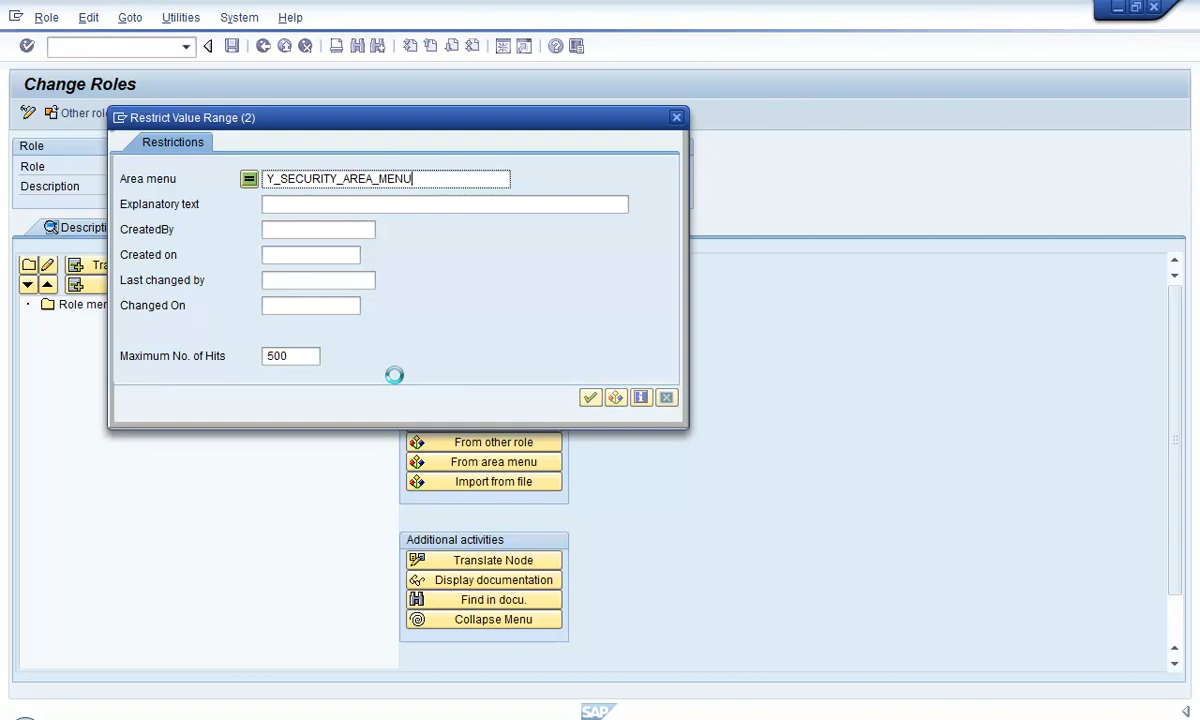 Role Edit Goto Utilities System Help
Change Roles
Other role
Restrict Value Range (2)
Restrictions
Role
Role
Description
Area menu Y_SECURITY_AREA_MENU
Explanatory text
CreatedBy
Created on
Last changed by
Changed On
Maximum No. of Hits 500
Descripti
Tra
Role mer
From other role
From area menu
Import from file
Additional activities
Translate Node
Display documentation
Find in docu.
Collapse Menu
SAP